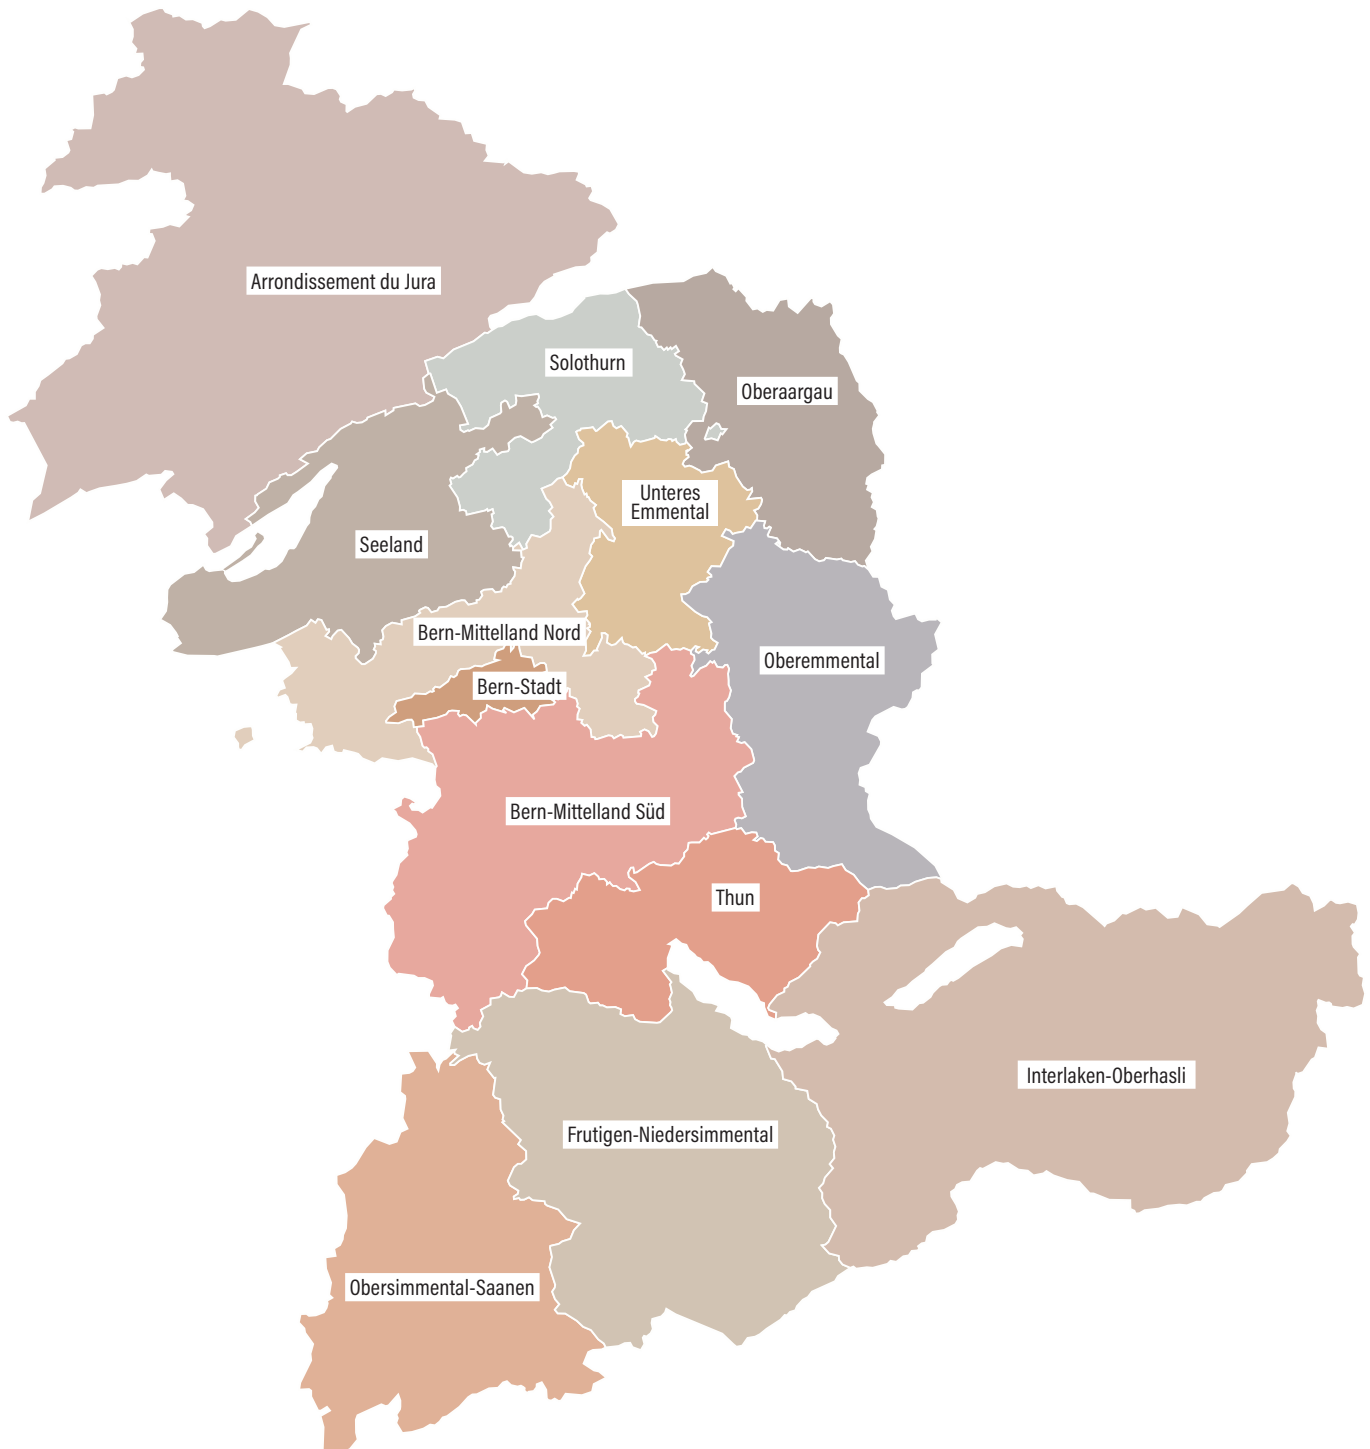 Arrondissement du Jura
Solothurn
Oberaargau
Unteres
Emmental
Seeland
Bern-Mittelland Nord
Oberemmental
Bern-Stadt
Bern-Mittelland Süd
Thun
Interlaken-Oberhasli
Frutigen-Niedersimmental
Obersimmental-Saanen